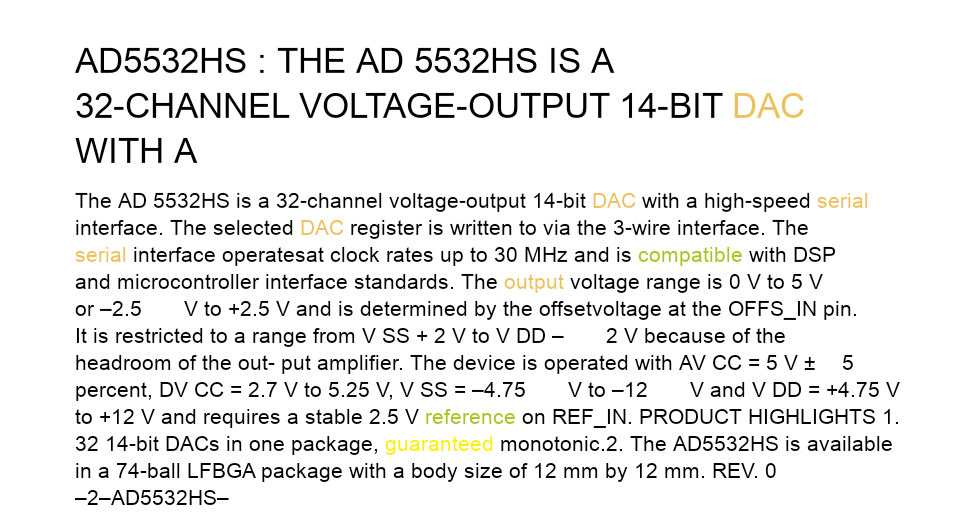 AD5532HS : THE AD 5532HS IS A
32-CHANNEL VOLTAGE-OUTPUT 14-BIT DAC
WITH A
The AD 5532HS is a 32-channel voltage-output 14-bit DAC with a high-speed serial
interface. The selected DAC register is written to via the 3-wire interface. The
serial interface operatesat clock rates up to 30 MHz and is compatible with DSP
and microcontroller interface standards. The output voltage range is 0 V to 5 V
or –2.5 V to +2.5 V and is determined by the offsetvoltage at the OFFS_IN pin.
It is restricted to a range from V SS + 2 V to V DD – 2 V because of the
headroom of the out- put amplifier. The device is operated with AV CC = 5 V ± 5
percent, DV CC = 2.7 V to 5.25 V, V SS = –4.75 V to –12 V and V DD = +4.75 V
to +12 V and requires a stable 2.5 V reference on REF_IN. PRODUCT HIGHLIGHTS 1.
32 14-bit DACs in one package, guaranteed monotonic.2. The AD5532HS is available
in a 74-ball LFBGA package with a body size of 12 mm by 12 mm. REV. 0
–2–AD5532HS–